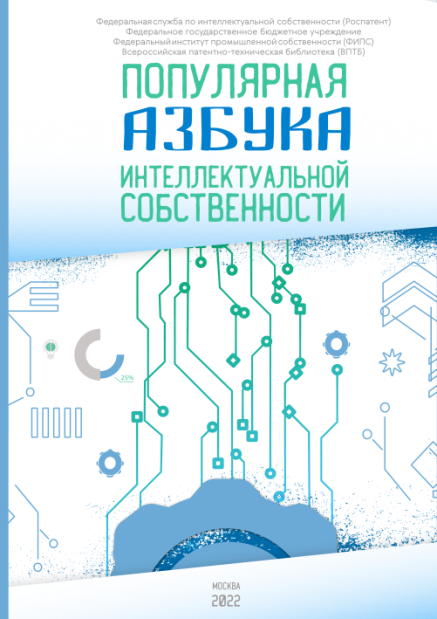 Федеральная служба по интеллектуальной собственности (Роспатент)
Федеральное государственное бюджетное учреждение
Федеральный институт промышленной собственности (ФИПС)
Всероссийская патентно-техническая библиотека (ВПТБ)
ПОПУЛЯРНАЯ
АЗБУКА
ИНТЕЛЛЕКТУАЛЬНОЙ
СОБСТВЕННОСТИ
25%
МОСКВА
2022